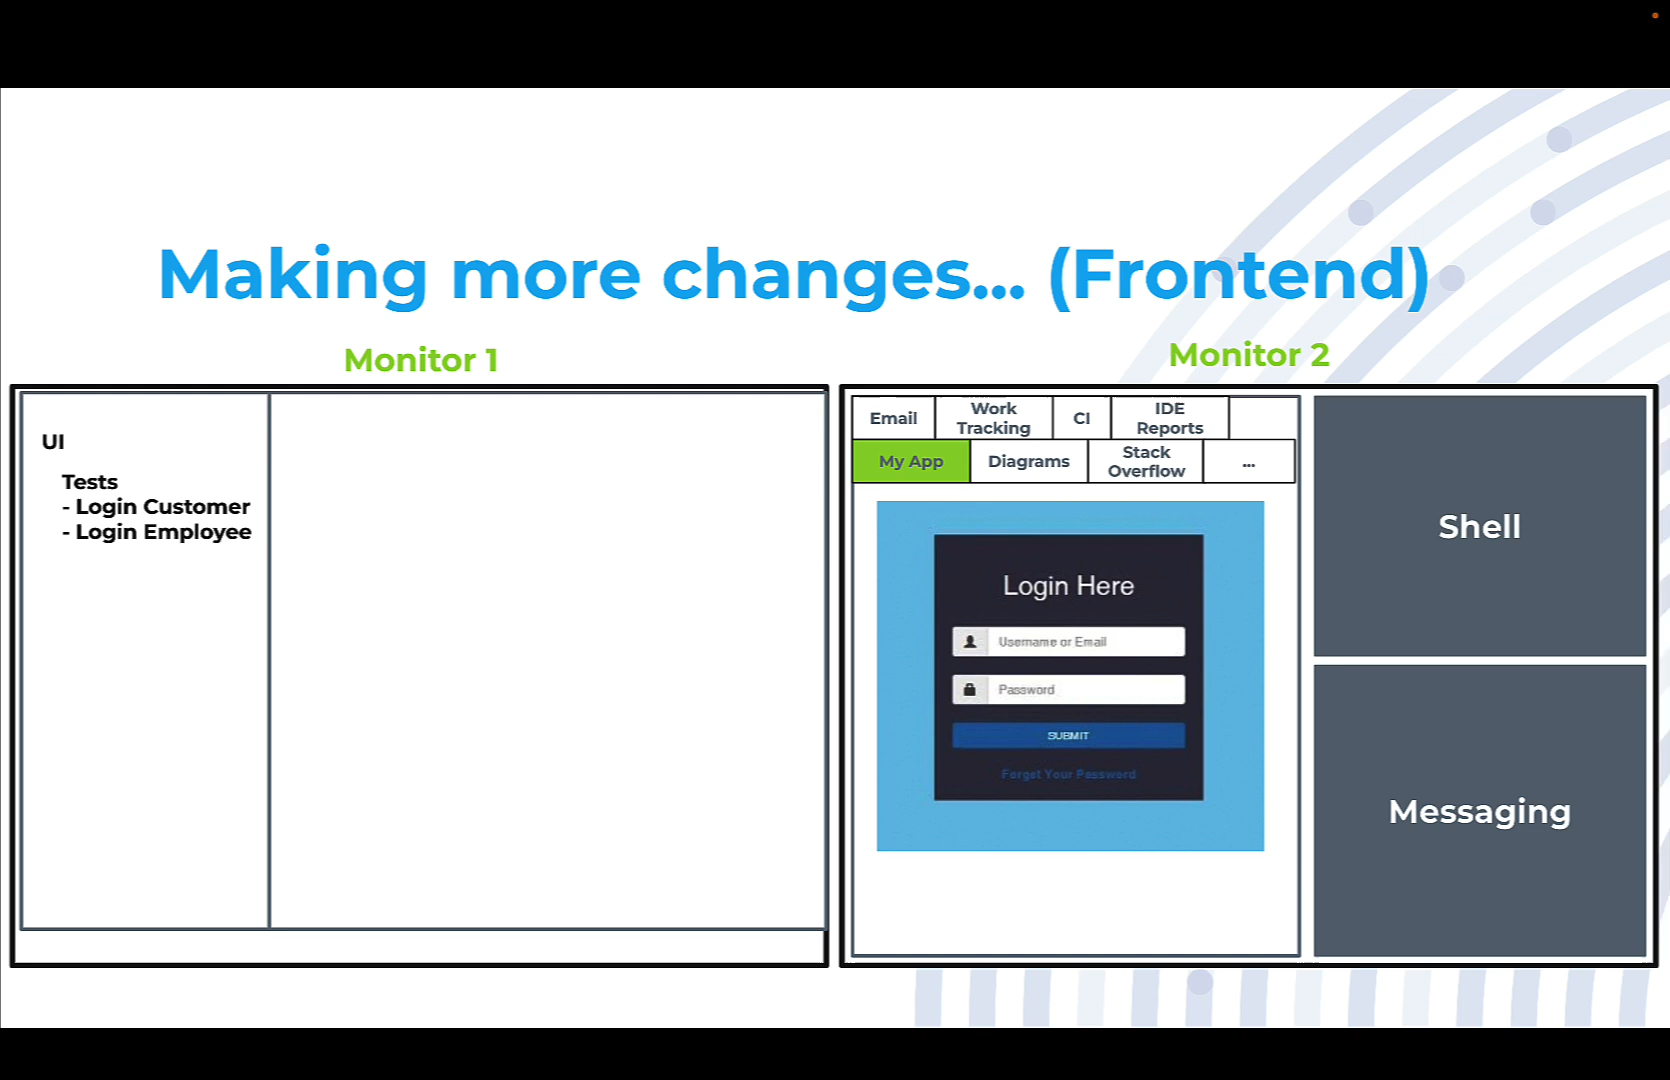 Making more changes... (Frontend)
Monitor 1
Monitor 2
UI
Tests
- Login Customer
- Login Employee
Email
Work
Tracking
CI
IDE
Reports
My App
Diagrams
Stack
Overflow
...
Login Here
Username or Email
Password
SUBMIT
Forgot Your Password
Shell
Messaging